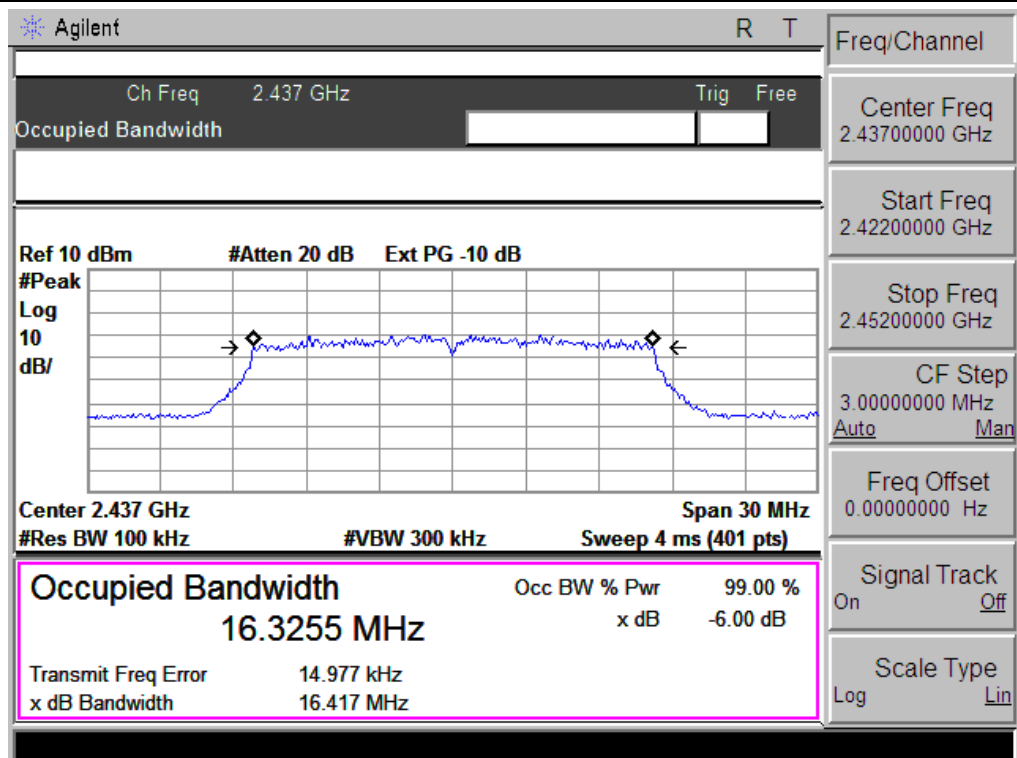 Agilent R T
Ch Freq 2.437 GHz Trig Free
Occupied Bandwidth
Ref 10 dBm #Atten 20 dB Ext PG -10 dB
#Peak
Log
10
dB/
Center 2.437 GHz Span 30 MHz
#Res BW 100 kHz #VBW 300 kHz Sweep 4 ms (401 pts)
Occupied Bandwidth Occ BW % Pwr 99.00 %
16.3255 MHz x dB -6.00 dB
Transmit Freq Error 14.977 kHz
x dB Bandwidth 16.417 MHz
Freq/Channel
Center Freq
2.43700000 GHz
Start Freq
2.42200000 GHz
Stop Freq
2.45200000 GHz
CF Step
3.00000000 MHz
Auto Man
Freq Offset
0.00000000 Hz
Signal Track
On Off
Scale Type
Log Lin